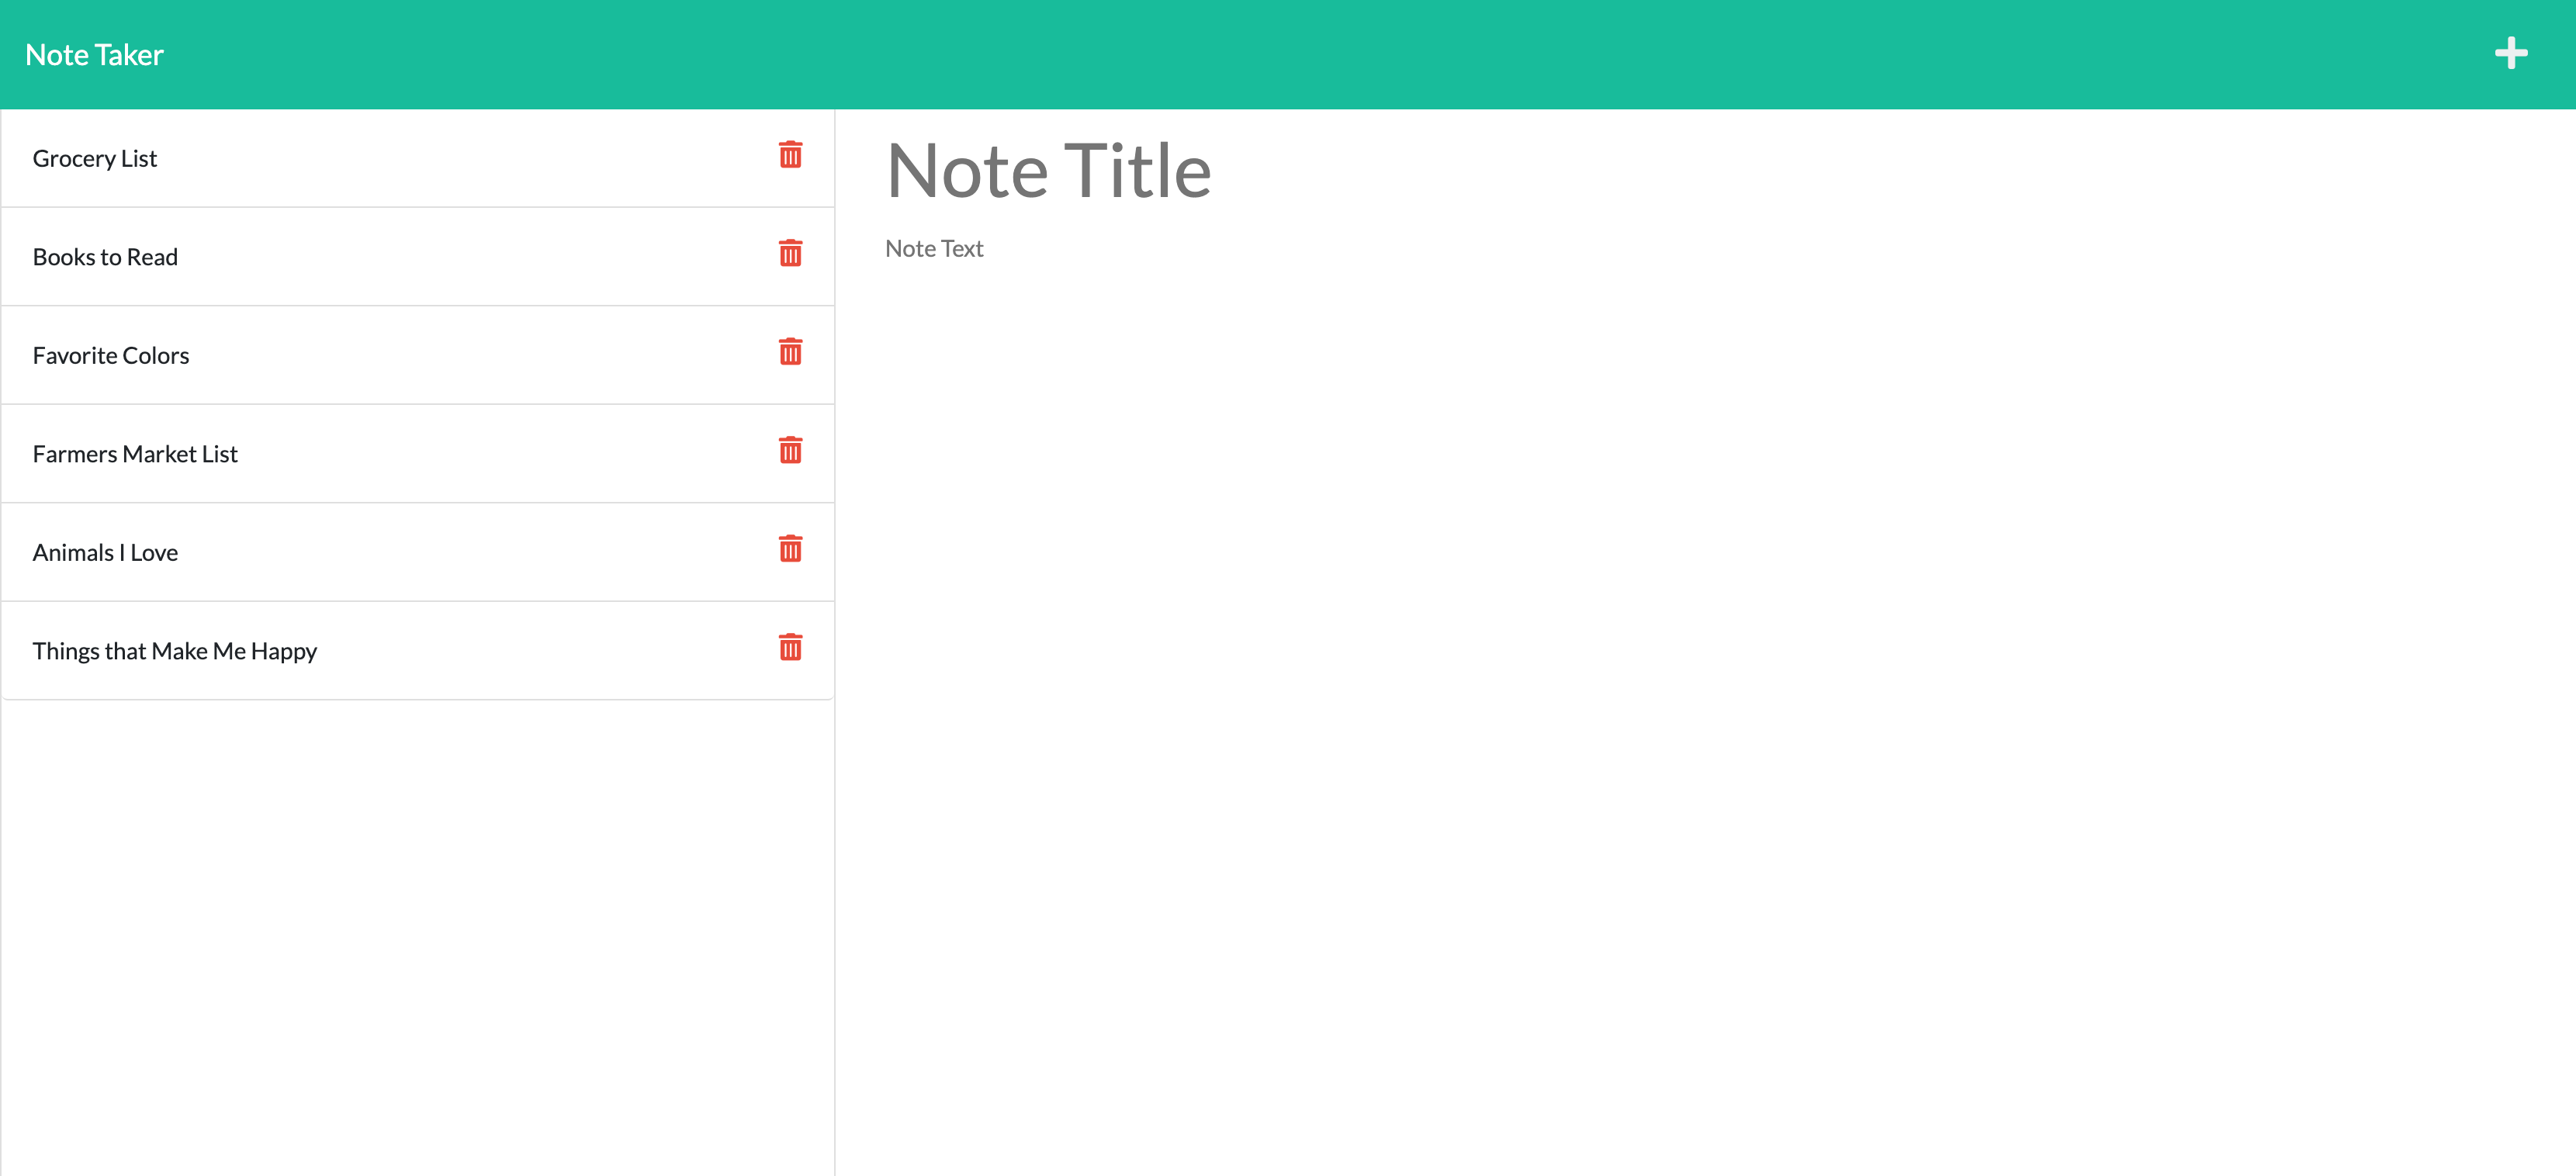 Note Taker
Grocery List
Books to Read
Favorite Colors
Farmers Market List
Animals I Love
Things that Make Me Happy
Note Title
Note Text